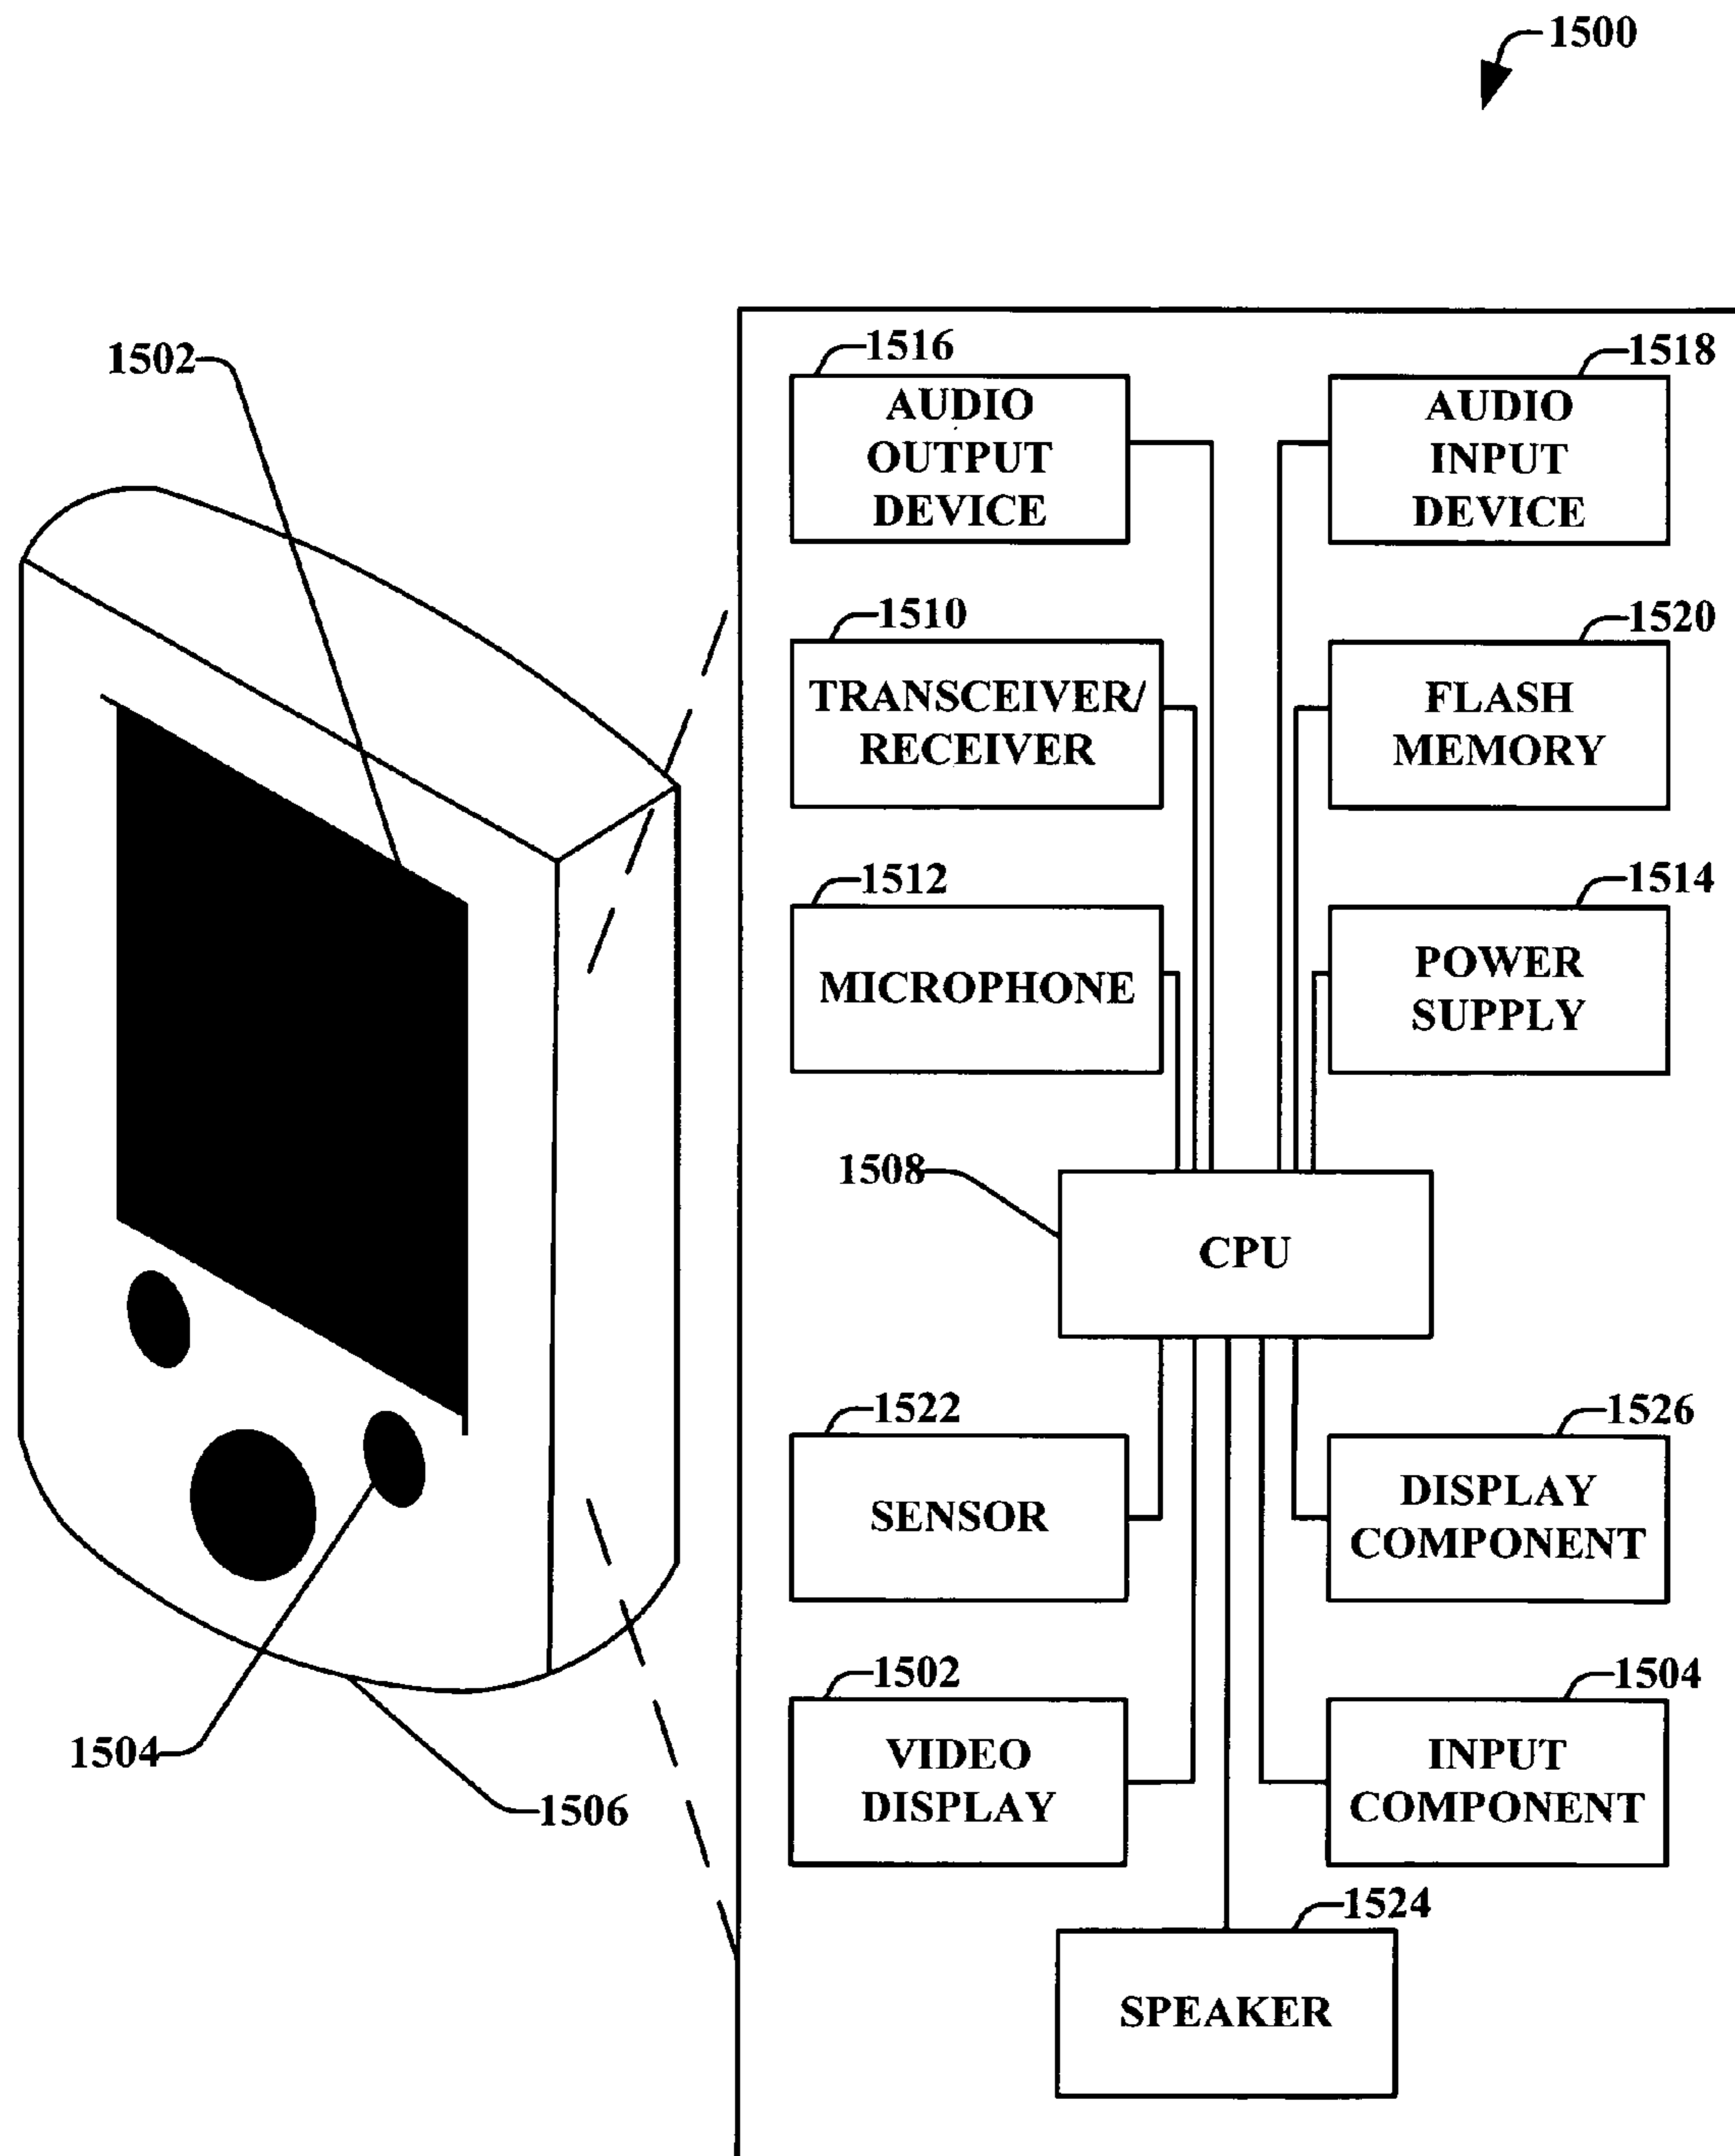 1500
1502
1516
AUDIO
OUTPUT
DEVICE
1518
AUDIO
INPUT
DEVICE
1510
TRANSCEIVER/
RECEIVER
1520
FLASH
MEMORY
1512
MICROPHONE
1514
POWER
SUPPLY
1508
CPU
1522
SENSOR
1526
DISPLAY
COMPONENT
1502
VIDEO
DISPLAY
1504
INPUT
COMPONENT
1504
1506
1524
SPEAKER